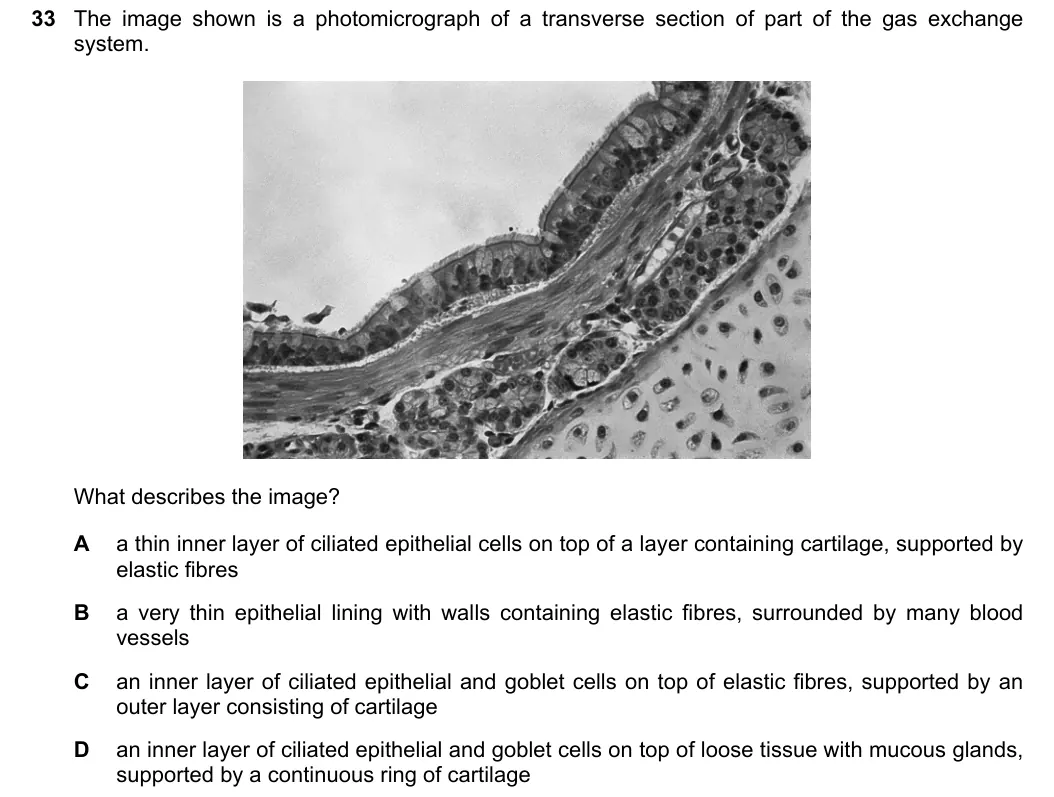 33 The image shown is a photomicrograph of a transverse section of part of the gas exchange
system.
What describes the image?
A a thin inner layer of ciliated epithelial cells on top of a layer containing cartilage, supported by
elastic fibres
B a very thin epithelial lining with walls containing elastic fibres, surrounded by many blood
vessels
C an inner layer of ciliated epithelial and goblet cells on top of elastic fibres, supported by an
outer layer consisting of cartilage
D an inner layer of ciliated epithelial and goblet cells on top of loose tissue with mucous glands,
supported by a continuous ring of cartilage